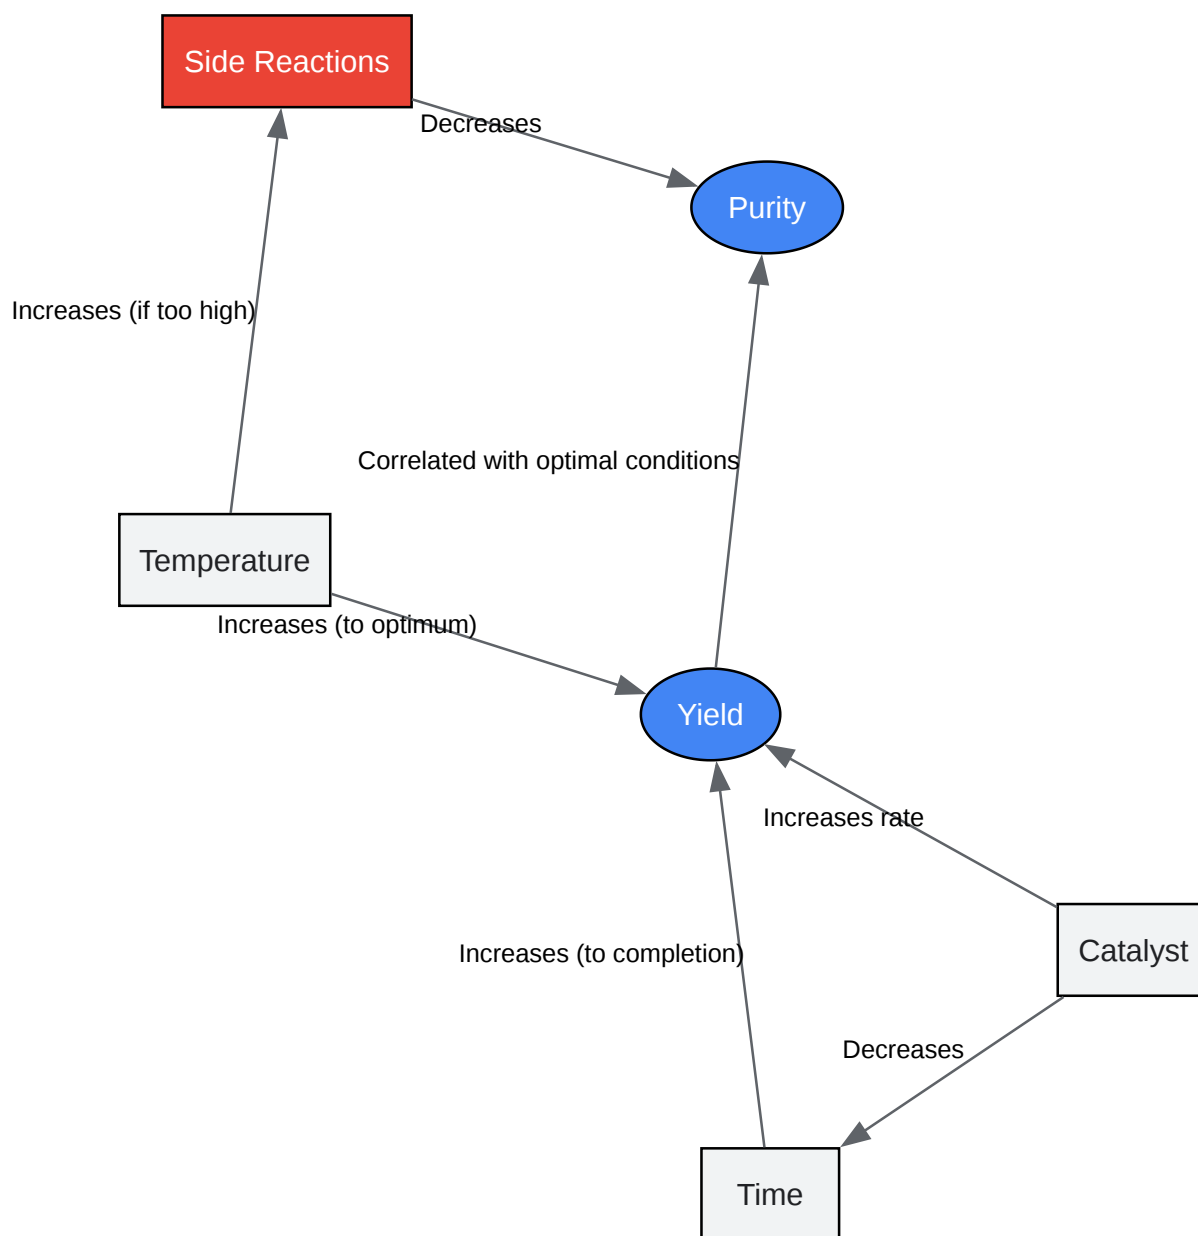 Side Reactions
Decreases
Purity
Increases (if too high)
Correlated with optimal conditions
Temperature
Increases (to optimum)
Yield
Increases rate
Increases (to completion)
Catalyst
Decreases
Time